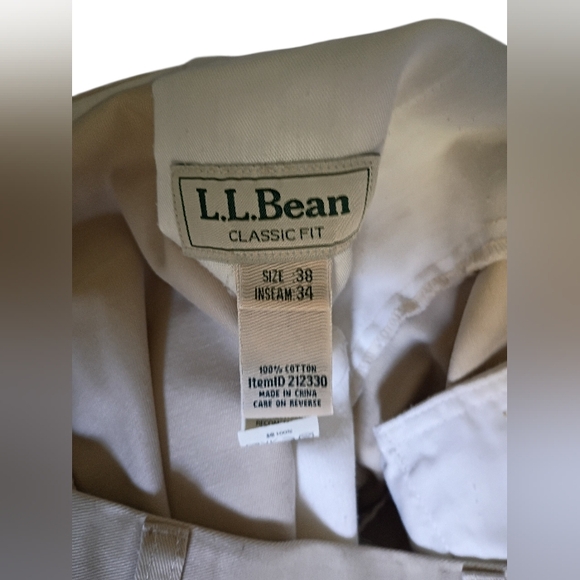 L.L.Bean
CLASSIC FIT
SIZE :38
INSEAM:34
100% COTTON
ItemID 212330
MADE IN CHINA
CARE ON REVERSE